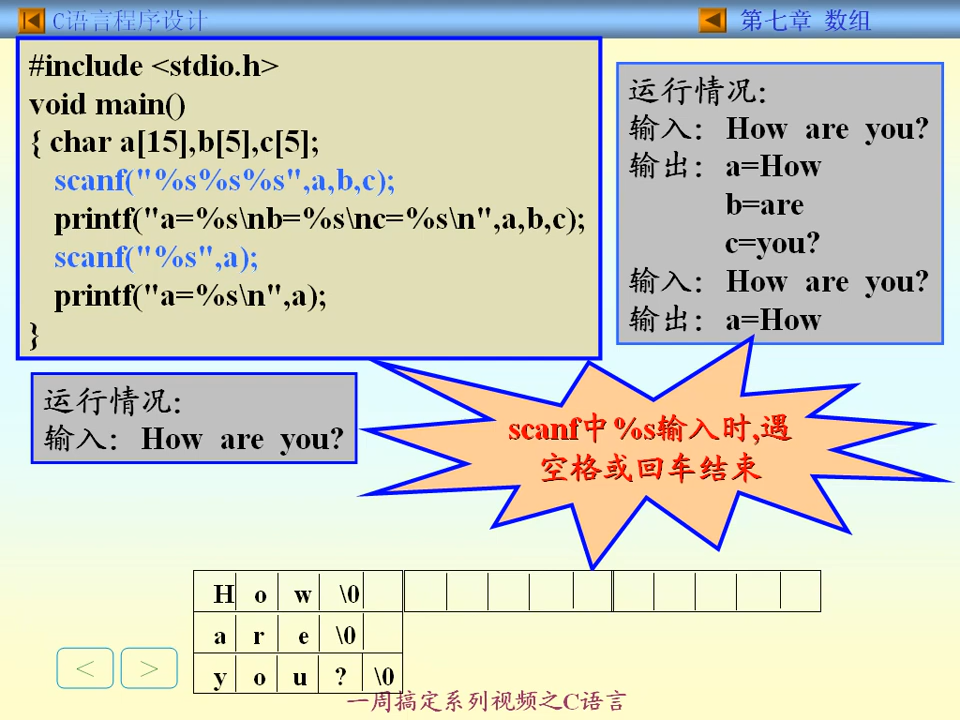 C语言程序设计
第七章 数组
#include <stdio.h>
void main()
{ char a[15],b[5],c[5];
scanf("%s%s%s",a,b,c);
printf("a=%s\nb=%s\nc=%s\n",a,b,c);
scanf("%s",a);
printf("a=%s\n",a);
}
运行情况:
输入: How are you?
输出: a=How
b=are
c=you?
输入: How are you?
输出: a=How
运行情况:
输入: How are you?
scanf中%s输入时,遇
空格或回车结束
H o w \0
a r e \0
y o u ? \0
< >
一周搞定系列视频之C语言